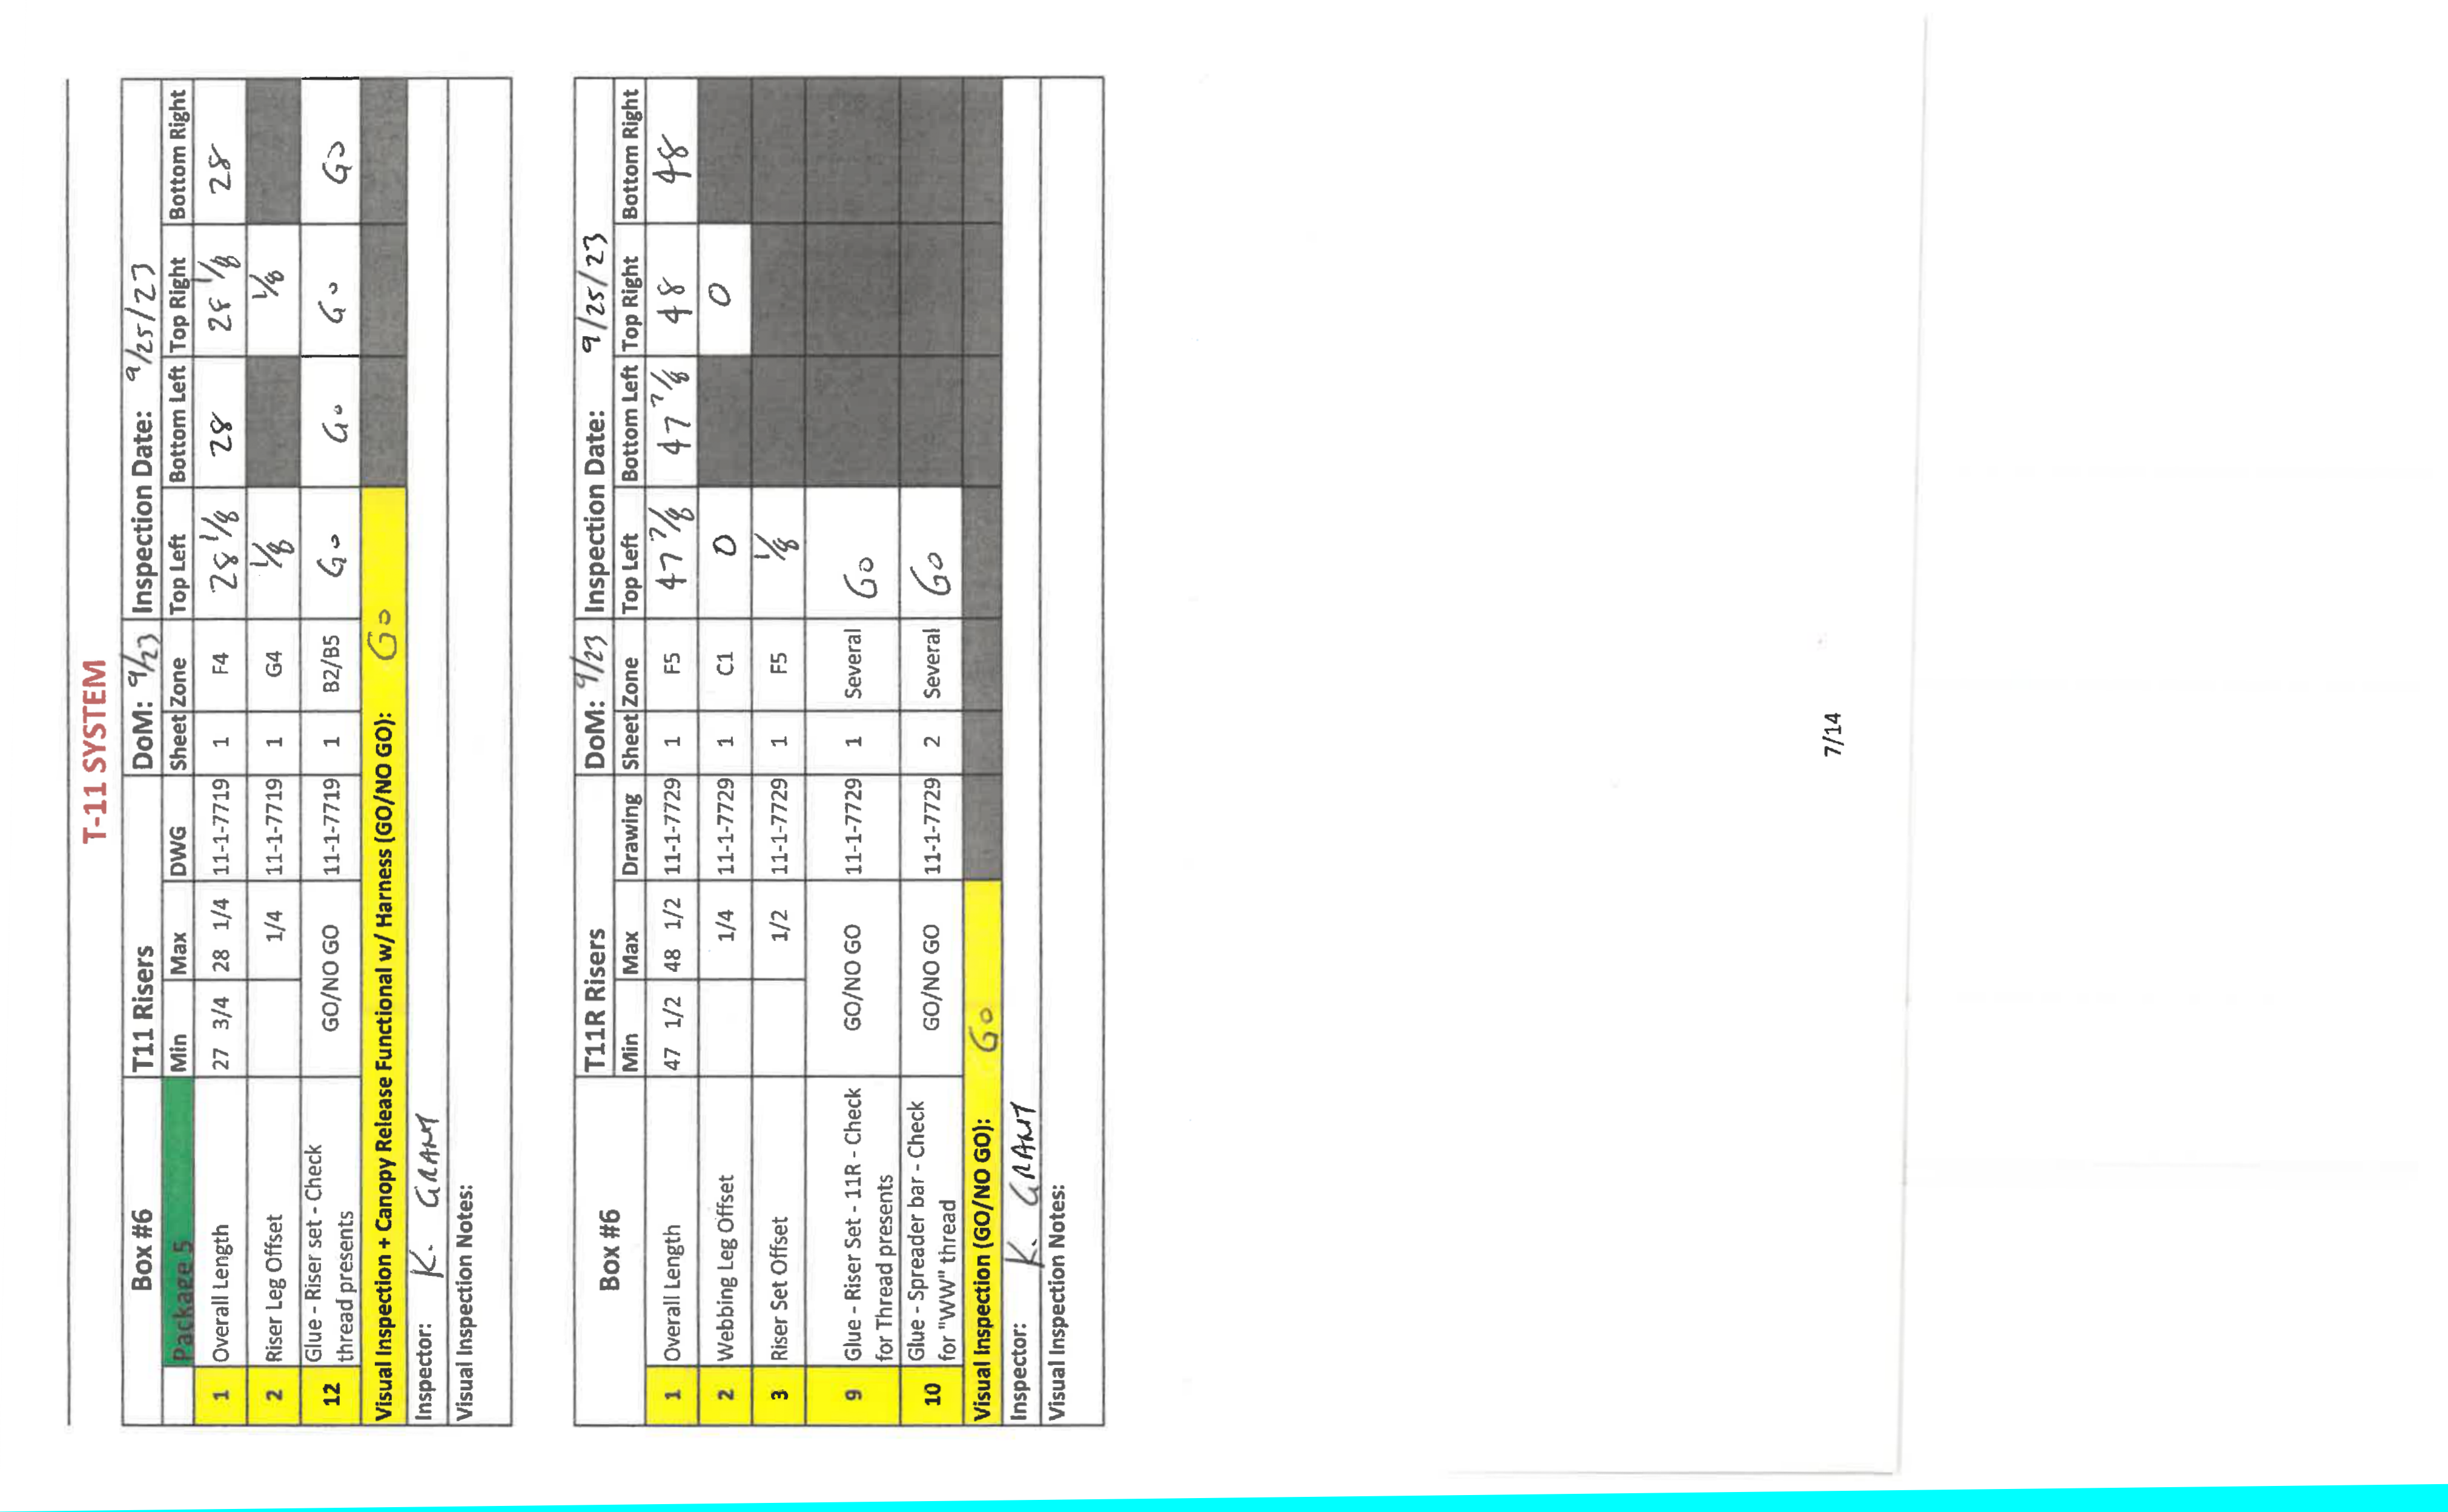 T-11 SYSTEM
Box #6 T11 Risers DoM: 9/23 Inspection Date: 9/25/23
Package 5 Min Max DWG Sheet Zone Top Left Bottom Left Top Right Bottom Right
1 Overall Length 27 3/4 28 1/4 11-1-7719 1 F4 28 1/8 28 28 1/8 28
2 Riser Leg Offset 1/4 11-1-7719 1 G4 1/8 1/8
12 Glue - Riser set - Check thread presents GO/NO GO 11-1-7719 1 B2/B5 Go Go Go Go
Visual Inspection + Canopy Release Functional w/ Harness (GO/NO GO): Go
Inspector: K. GRANT
Visual Inspection Notes:
Box #6 T11R Risers DoM: 9/23 Inspection Date: 9/25/23
Min Max Drawing Sheet Zone Top Left Bottom Left Top Right Bottom Right
1 Overall Length 47 1/2 48 1/2 11-1-7729 1 F5 47 7/8 47 7/8 48 48
2 Webbing Leg Offset 1/4 11-1-7729 1 C1 0 0
3 Riser Set Offset 1/2 11-1-7729 1 F5 1/8
9 Glue - Riser Set - 11R - Check for Thread presents GO/NO GO 11-1-7729 1 Several Go
10 Glue - Spreader bar - Check for "WW" thread GO/NO GO 11-1-7729 2 Several Go
Visual Inspection (GO/NO GO): Go
Inspector: K. GRANT
Visual Inspection Notes:
7/14